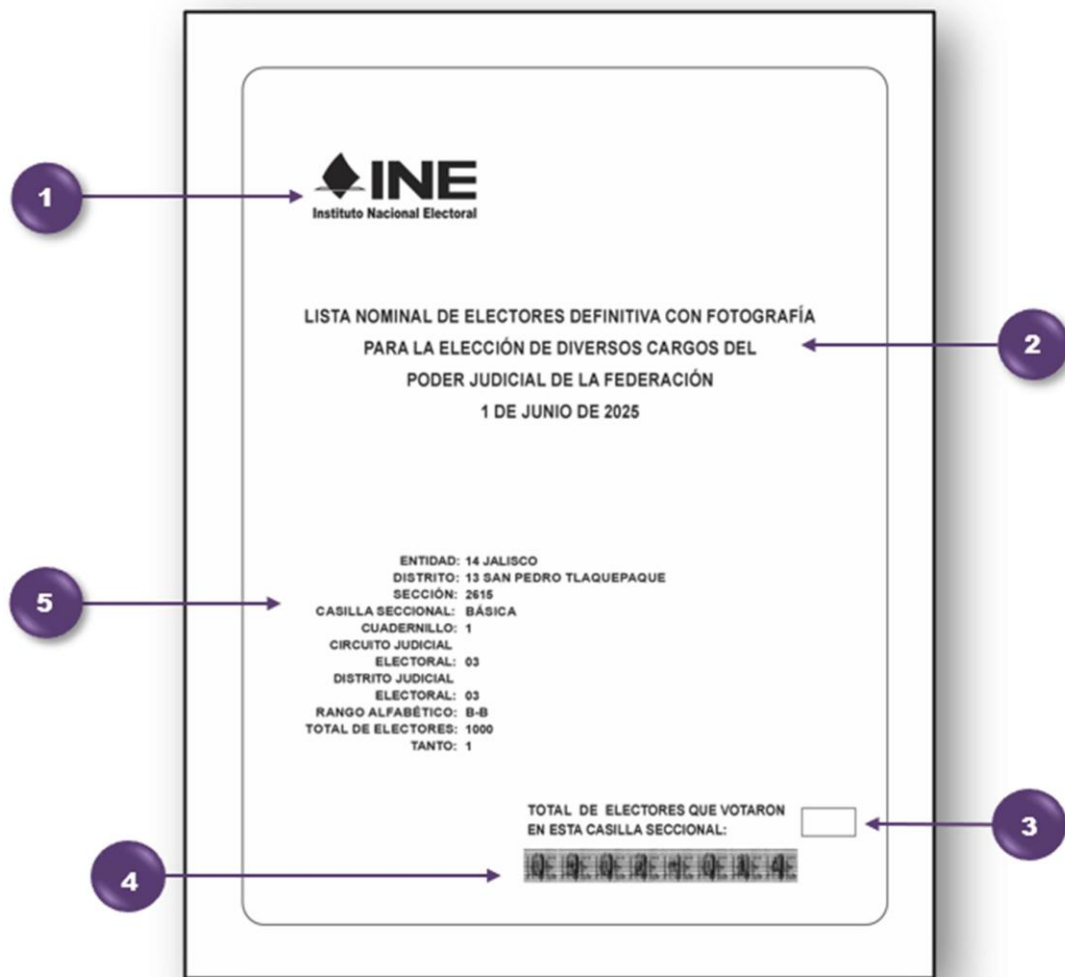 1
INE
Instituto Nacional Electoral
LISTA NOMINAL DE ELECTORES DEFINITIVA CON FOTOGRAFÍA
PARA LA ELECCIÓN DE DIVERSOS CARGOS DEL
PODER JUDICIAL DE LA FEDERACIÓN
1 DE JUNIO DE 2025
2
5
ENTIDAD: 14 JALISCO
DISTRITO: 13 SAN PEDRO TLAQUEPAQUE
SECCIÓN: 2615
CASILLA SECCIONAL: BÁSICA
CUADERNILLO: 1
CIRCUITO JUDICIAL
ELECTORAL: 03
DISTRITO JUDICIAL
ELECTORAL: 03
RANGO ALFABÉTICO: B-B
TOTAL DE ELECTORES: 1000
TANTO: 1
TOTAL DE ELECTORES QUE VOTARON
EN ESTA CASILLA SECCIONAL:
3
4